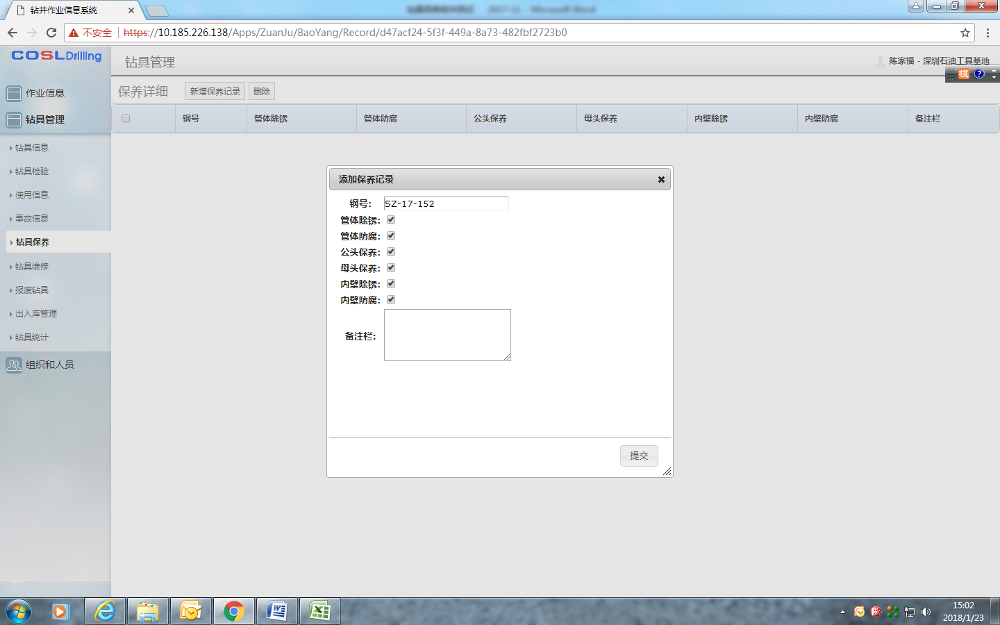 钻井作业信息系统
不安全 https://10.185.226.138/Apps/ZuanJu/BaoYang/Record/d47acf24-5f3f-449a-8a73-482fbf2723b0
COSLDrilling
钻具管理
陈家福 - 深圳石油工具基地
极 ?
作业信息
钻具管理
钻具信息
钻具检验
使用信息
事故信息
钻具保养
钻具维修
报废钻具
出入库管理
钻具统计
组织和人员
保养详细 新增保养记录 删除
钢号 管体除锈 管体防腐 公头保养 母头保养 内壁除锈 内壁防腐 备注栏
添加保养记录
钢号: SZ-17-152
管体除锈:
管体防腐:
公头保养:
母头保养:
内壁除锈:
内壁防腐:
备注栏:
提交
15:02
2018/1/23